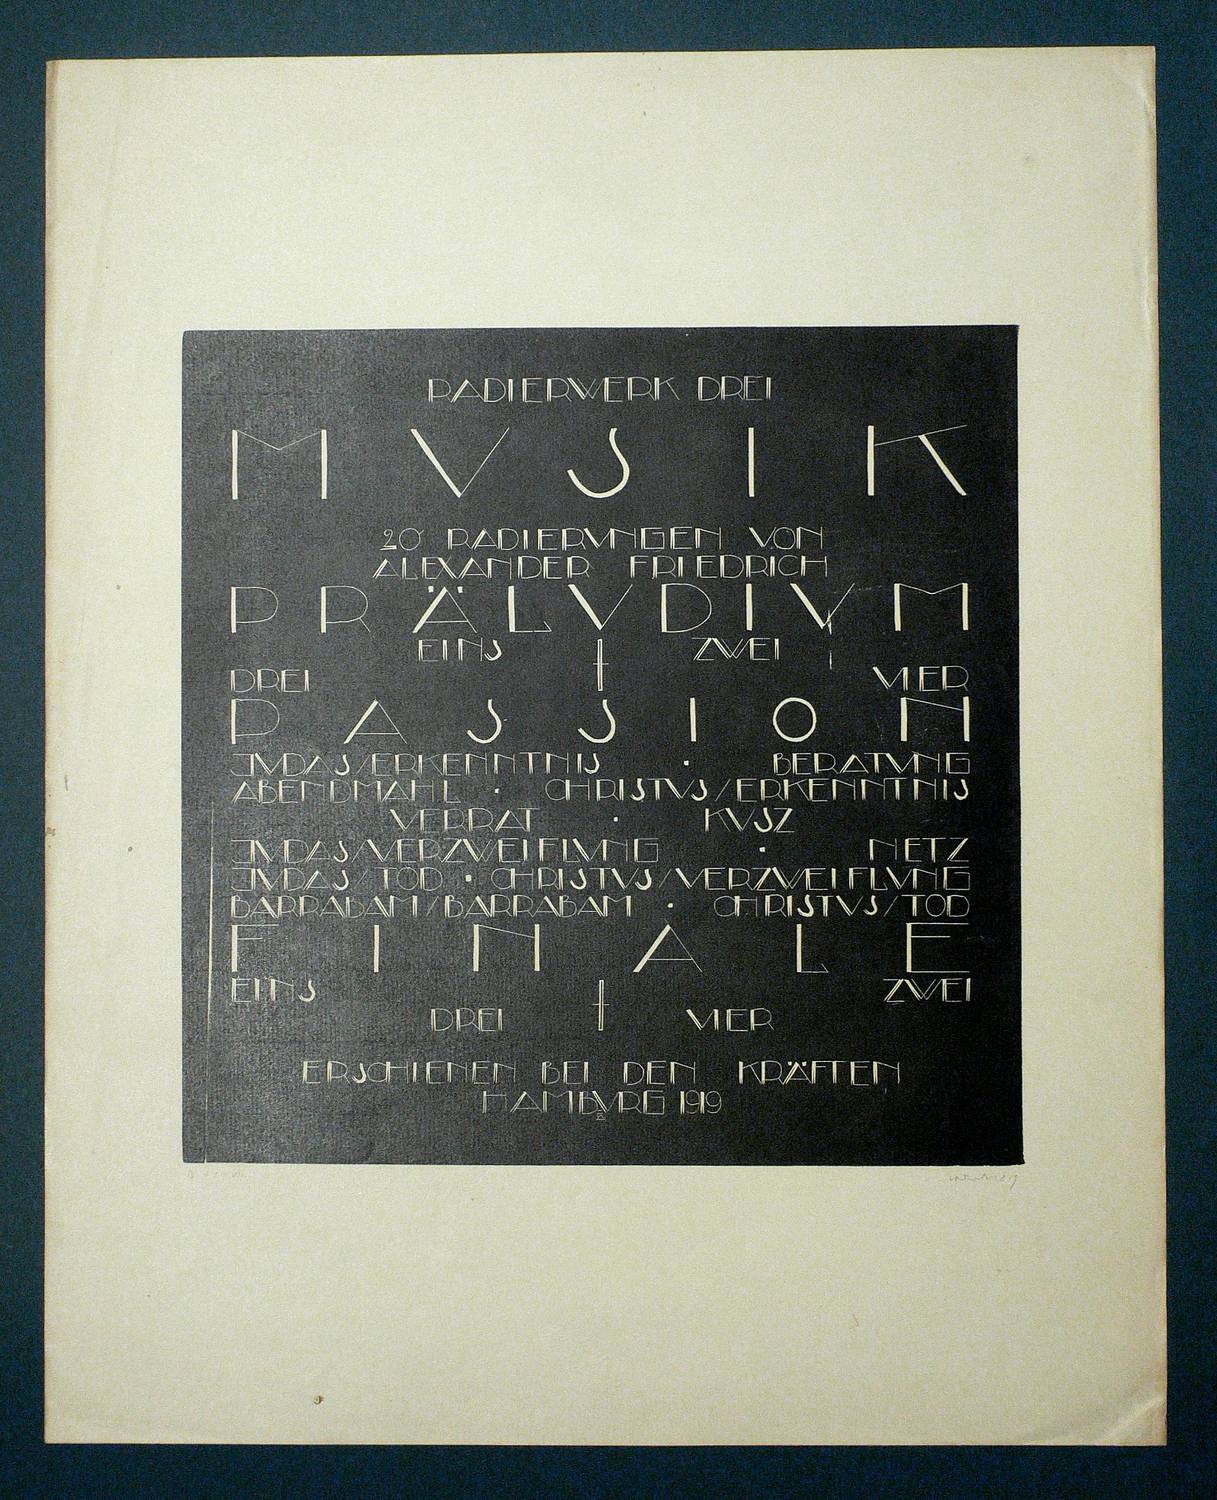 RADIERWERK DREI
MVSIK
20 RADIERVNGEN VON
ALEXANDER FRIEDRICH
PRÄLVDIVM
EINS ZWEI
DREI VIER
PASSION
JVDAS/ERKENNTNIS · BERATVNG
ABENDMAHL · CHRISTVS/ERKENNTNIS
VERRAT · KVSZ
JVDAS/VERZWEIFLVNG · NETZ
JVDAS/TOD · CHRISTVS/VERZWEIFLVNG
BARRABAM/BARRABAM · CHRISTVS/TOD
FINALE
EINS ZWEI
DREI VIER
ERSCHIENEN BEI DEN KRÄFTEN
HAMBVRG 1919